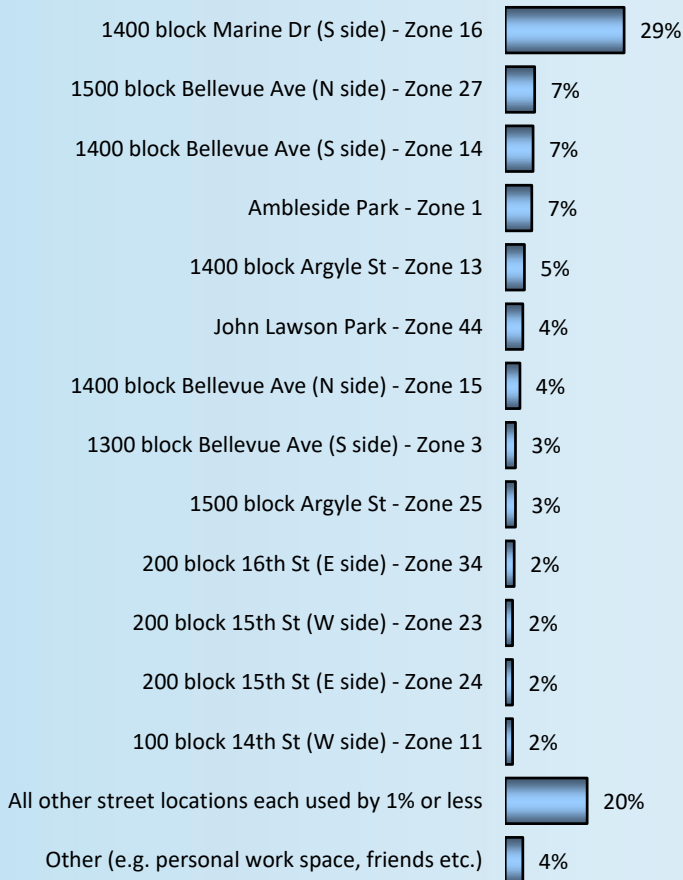 1400 block Marine Dr (S side) - Zone 16 29%
1500 block Bellevue Ave (N side) - Zone 27 7%
1400 block Bellevue Ave (S side) - Zone 14 7%
Ambleside Park - Zone 1 7%
1400 block Argyle St - Zone 13 5%
John Lawson Park - Zone 44 4%
1400 block Bellevue Ave (N side) - Zone 15 4%
1300 block Bellevue Ave (S side) - Zone 3 3%
1500 block Argyle St - Zone 25 3%
200 block 16th St (E side) - Zone 34 2%
200 block 15th St (W side) - Zone 23 2%
200 block 15th St (E side) - Zone 24 2%
100 block 14th St (W side) - Zone 11 2%
All other street locations each used by 1% or less 20%
Other (e.g. personal work space, friends etc.) 4%